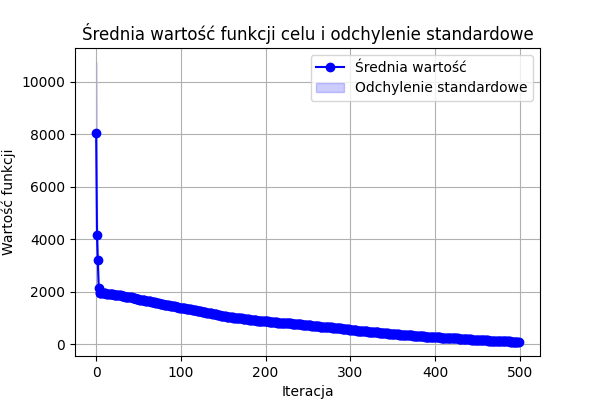 Średnia wartość funkcji celu i odchylenie standardowe
Średnia wartość
Odchylenie standardowe
Wartość funkcji
10000
8000
6000
4000
2000
0
0 100 200 300 400 500
Iteracja